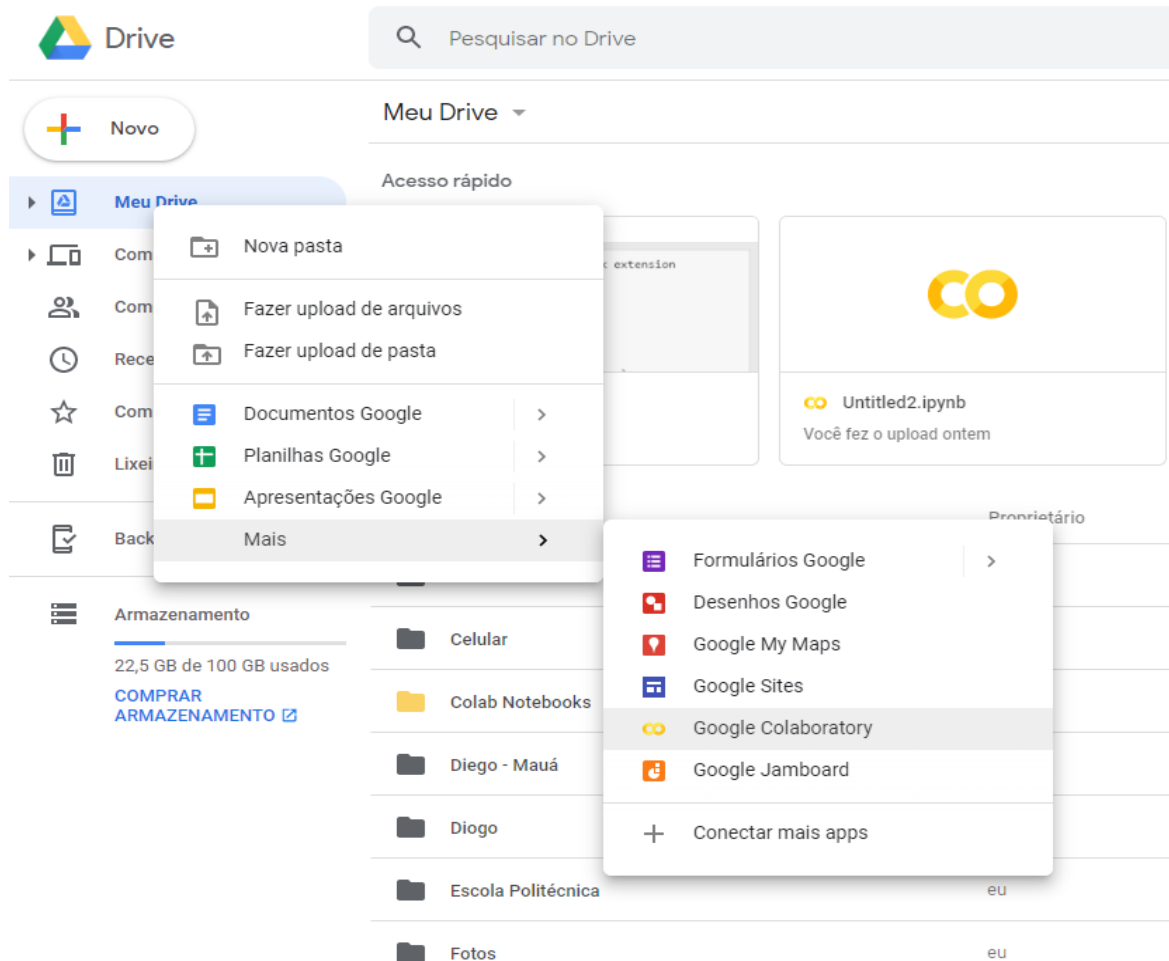 Drive
Pesquisar no Drive
Novo
Meu Drive
Acesso rápido
Meu Drive
Com
Com
Rece
Com
Lixei
Back
Armazenamento
22,5 GB de 100 GB usados
COMPRAR
ARMAZENAMENTO
Nova pasta
Fazer upload de arquivos
Fazer upload de pasta
Documentos Google
Planilhas Google
Apresentações Google
Mais
extension
Untitled2.ipynb
Você fez o upload ontem
Proprietário
Formulários Google
Desenhos Google
Google My Maps
Google Sites
Google Colaboratory
Google Jamboard
Conectar mais apps
Celular
Colab Notebooks
Diego - Mauá
Diogo
Escola Politécnica eu
Fotos eu